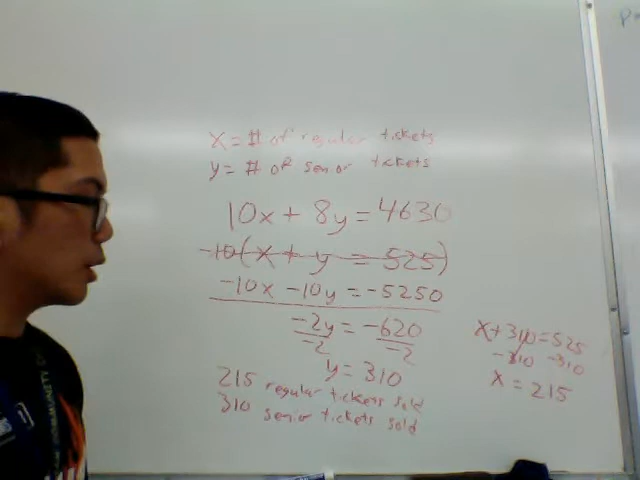 x = # of regular tickets
y = # of senior tickets
10x + 8y = 4630
-10(x + y = 525)
-10x -10y = -5250
-2y = -620
-2 -2
y = 310
215 regular tickets sold
310 senior tickets sold
x + 310 = 525
-310 -310
x = 215